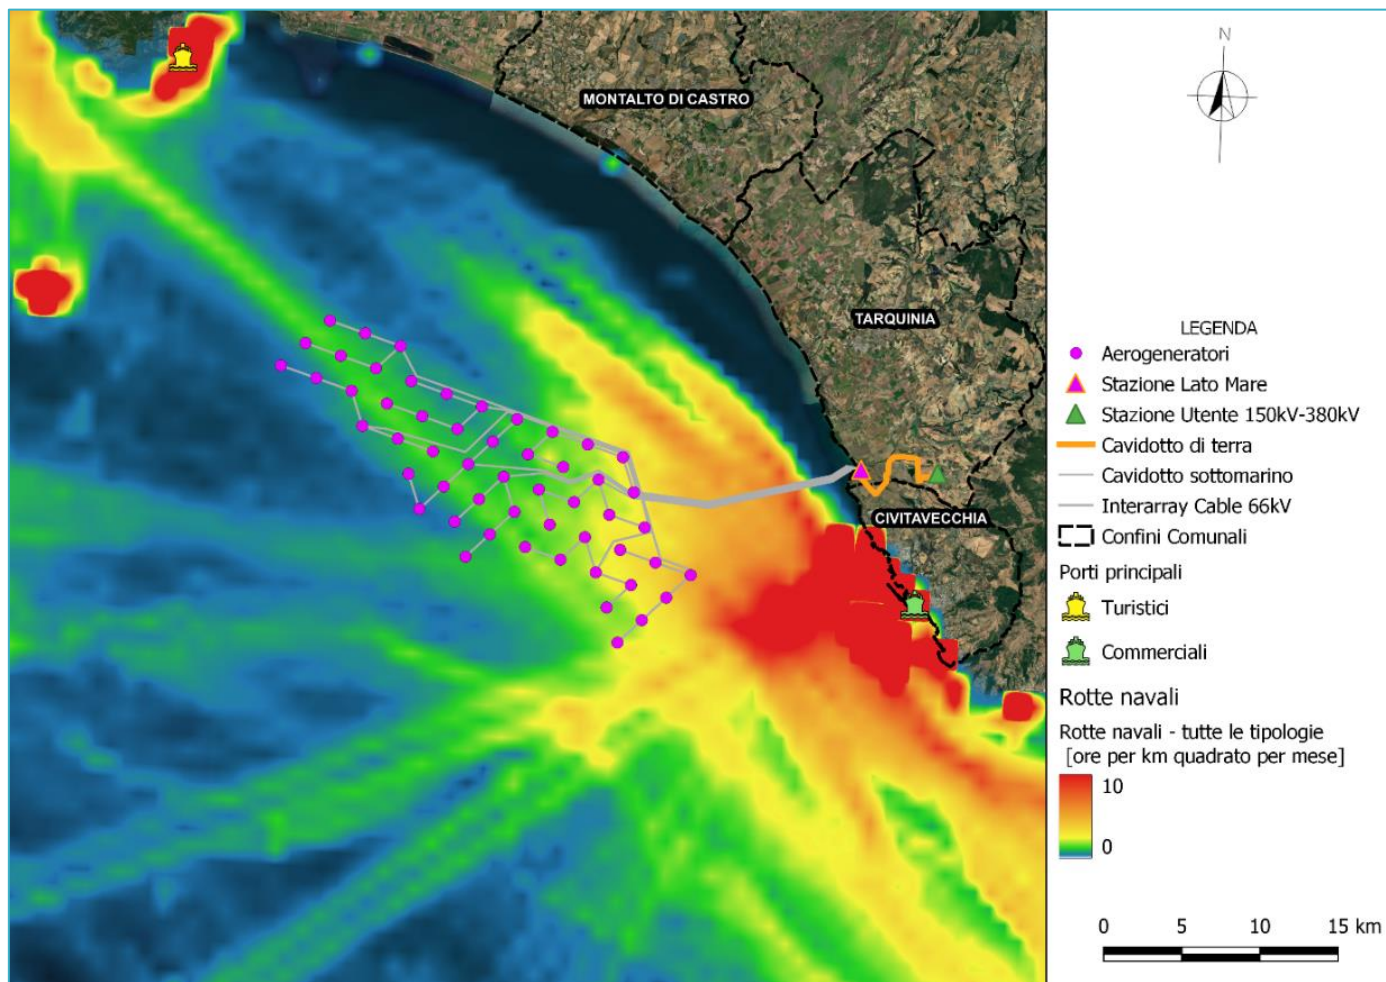 MONTALTO DI CASTRO
TARQUINIA
CIVITAVECCHIA
N
LEGENDA
Aerogeneratori
Stazione Lato Mare
Stazione Utente 150kV-380kV
Cavidotto di terra
Cavidotto sottomarino
Interarray Cable 66kV
Confini Comunali
Porti principali
Turistici
Commerciali
Rotte navali
Rotte navali - tutte le tipologie
[ore per km quadrato per mese]
10
0
0 5 10 15 km